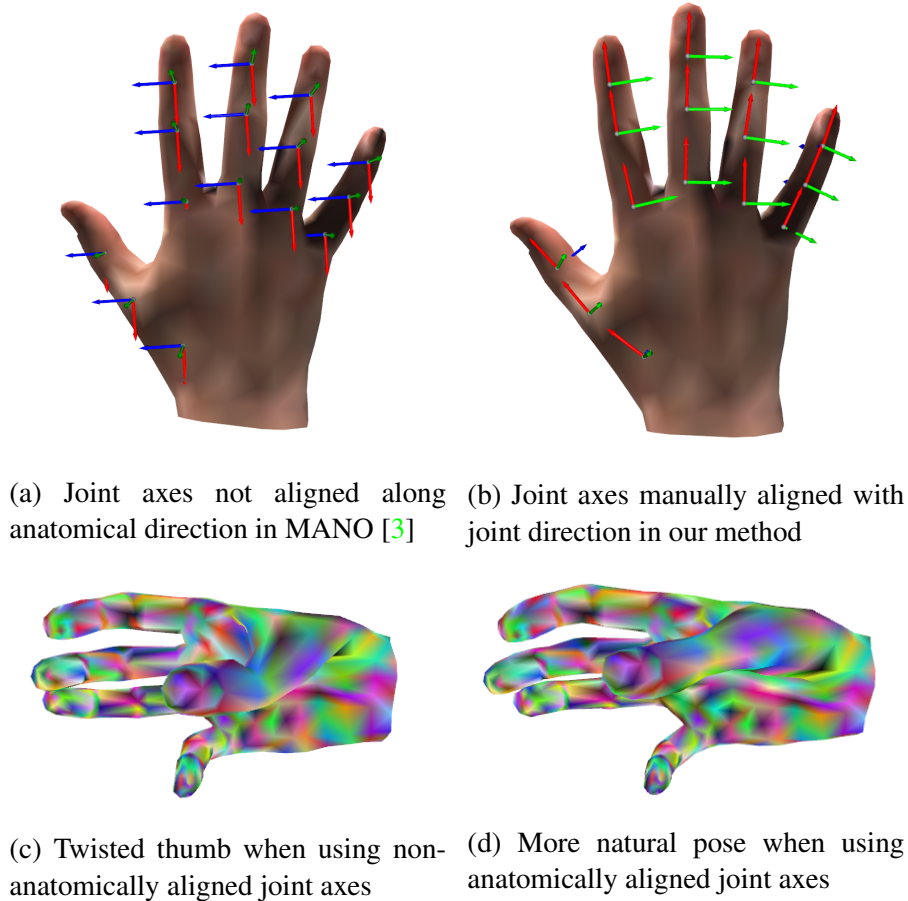 (a) Joint axes not aligned along
anatomical direction in MANO [3]
(b) Joint axes manually aligned with
joint direction in our method
(c) Twisted thumb when using non-
anatomically aligned joint axes
(d) More natural pose when using
anatomically aligned joint axes